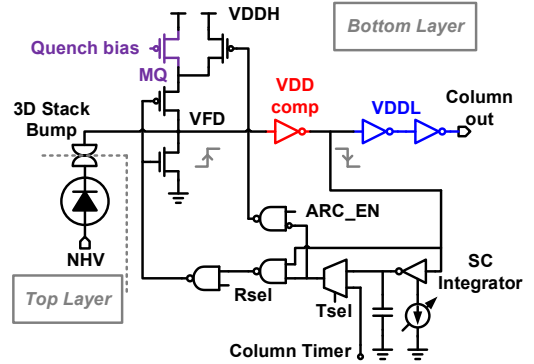 VDDH
Bottom Layer
Quench bias
MQ
VDD
comp
VDDL
Column
out
3D Stack
Bump
VFD
ARC_EN
NHV
Rsel
Tsel
SC
Integrator
Top Layer
Column Timer